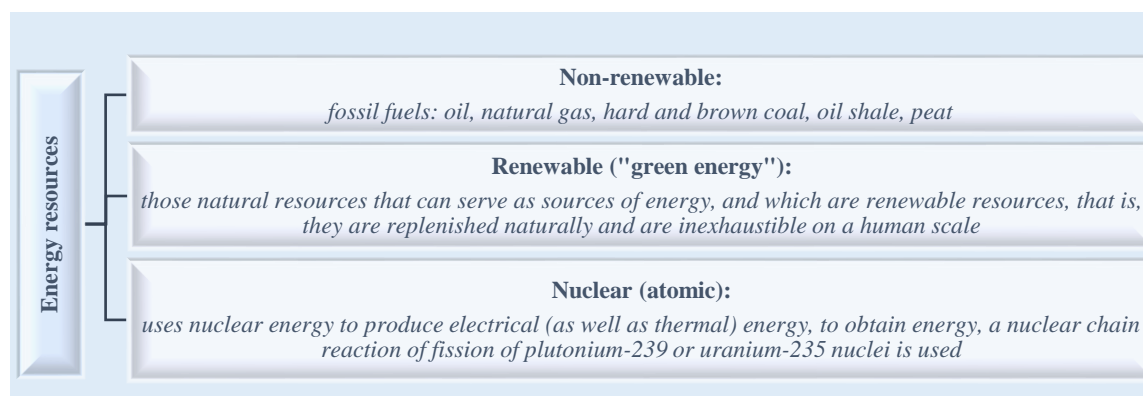 Energy resources
Non-renewable:
fossil fuels: oil, natural gas, hard and brown coal, oil shale, peat
Renewable ("green energy"):
those natural resources that can serve as sources of energy, and which are renewable resources, that is,
they are replenished naturally and are inexhaustible on a human scale
Nuclear (atomic):
uses nuclear energy to produce electrical (as well as thermal) energy, to obtain energy, a nuclear chain
reaction of fission of plutonium-239 or uranium-235 nuclei is used